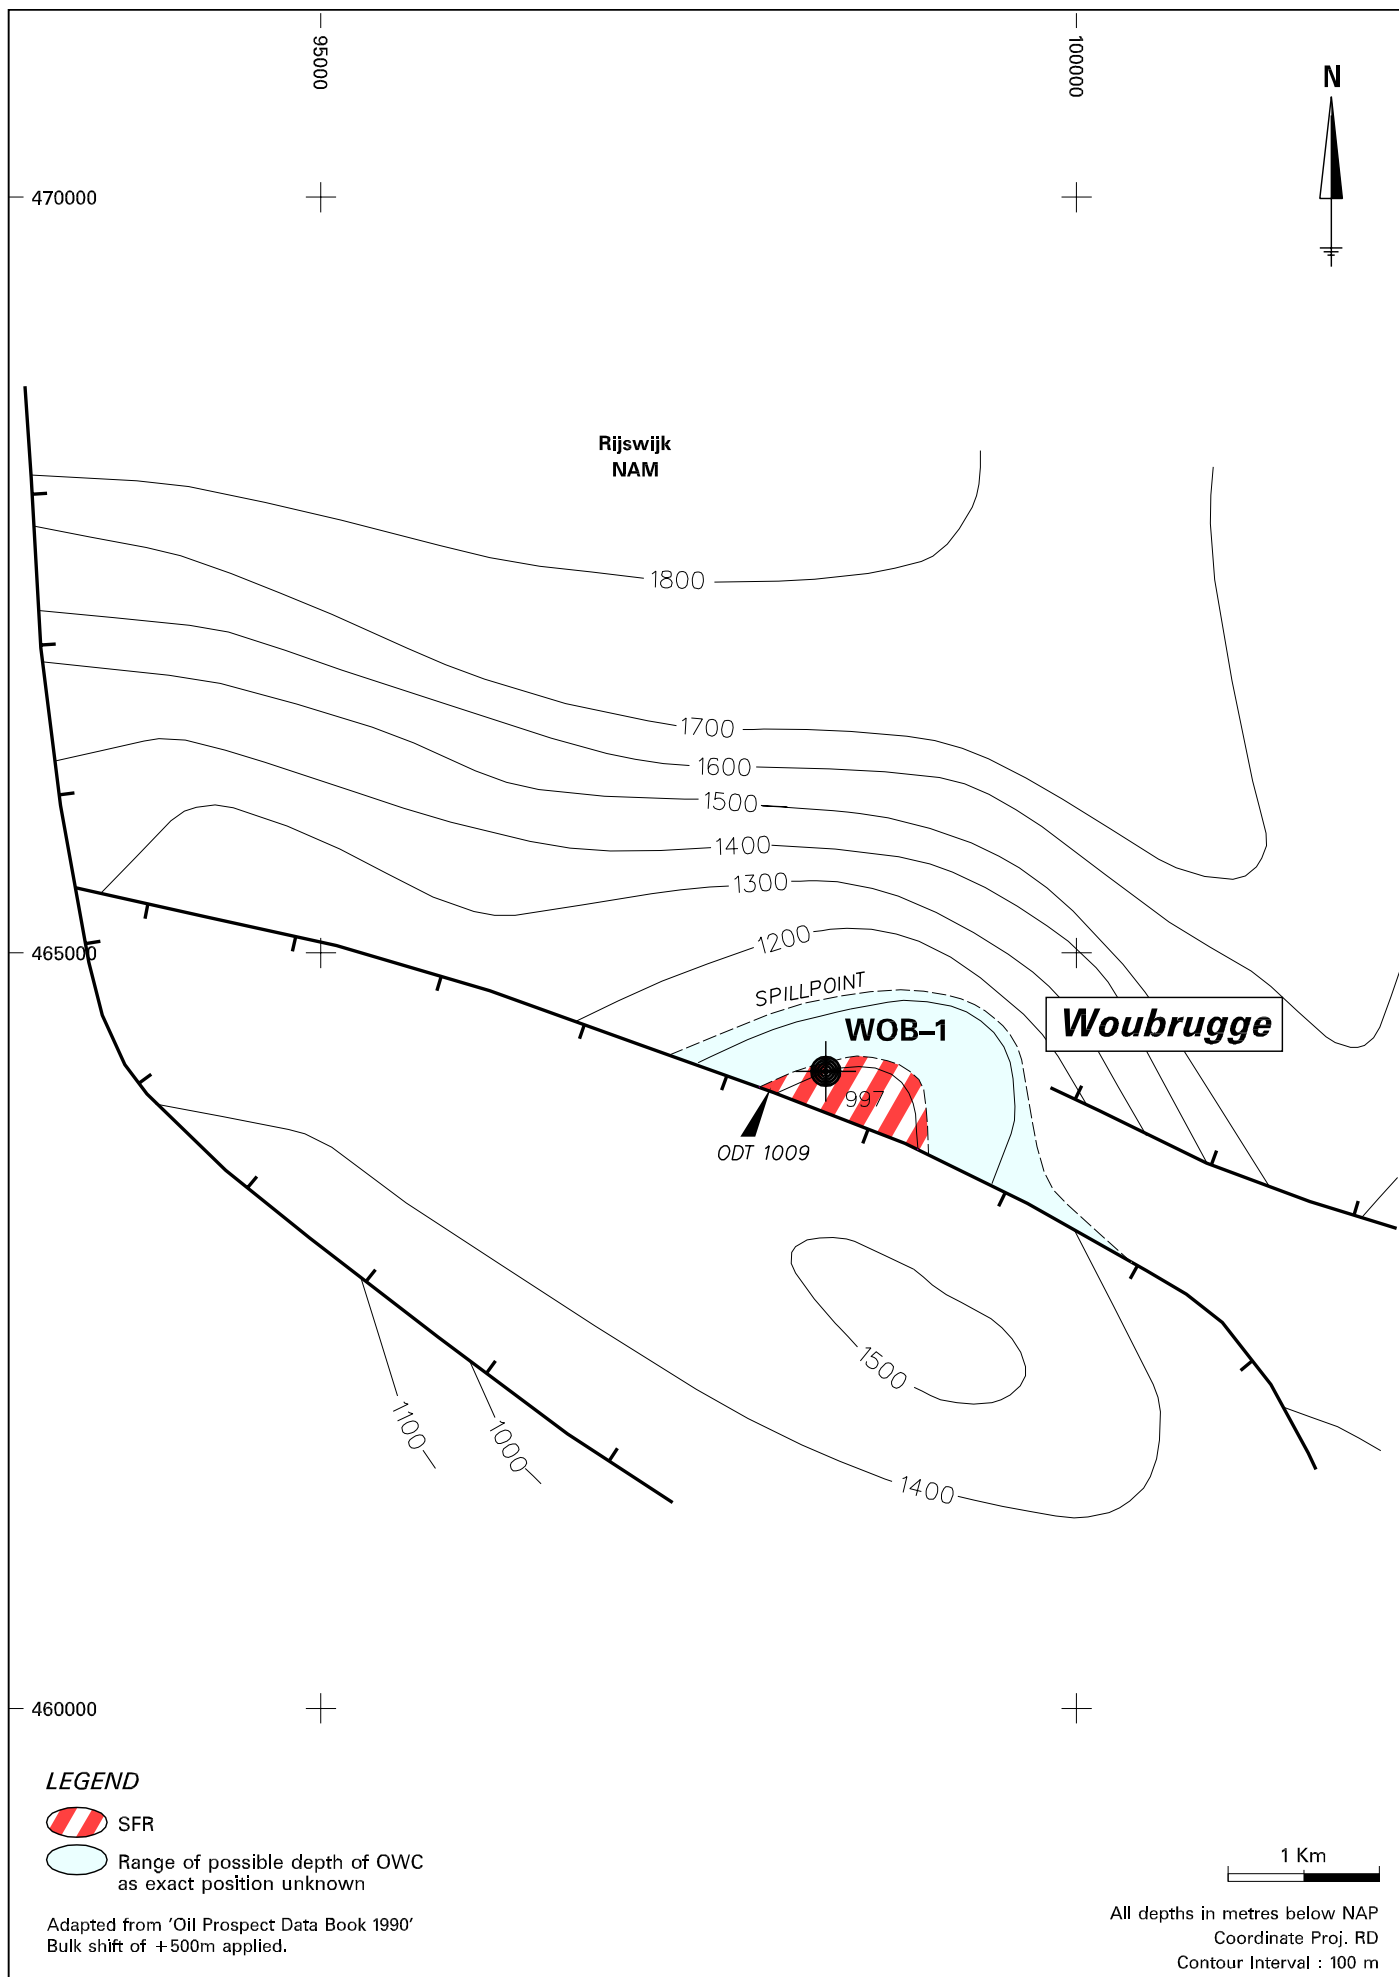 95000
100000
N
470000
Rijswijk
NAM
1800
1700
1600
1500
1400
1300
1200
465000
SPILLPOINT
WOB–1
Woubrugge
997
ODT 1009
1500
1100
1000
1400
460000
LEGEND
SFR
Range of possible depth of OWC
as exact position unknown
1 Km
Adapted from 'Oil Prospect Data Book 1990'
Bulk shift of +500m applied.
All depths in metres below NAP
Coordinate Proj. RD
Contour Interval : 100 m